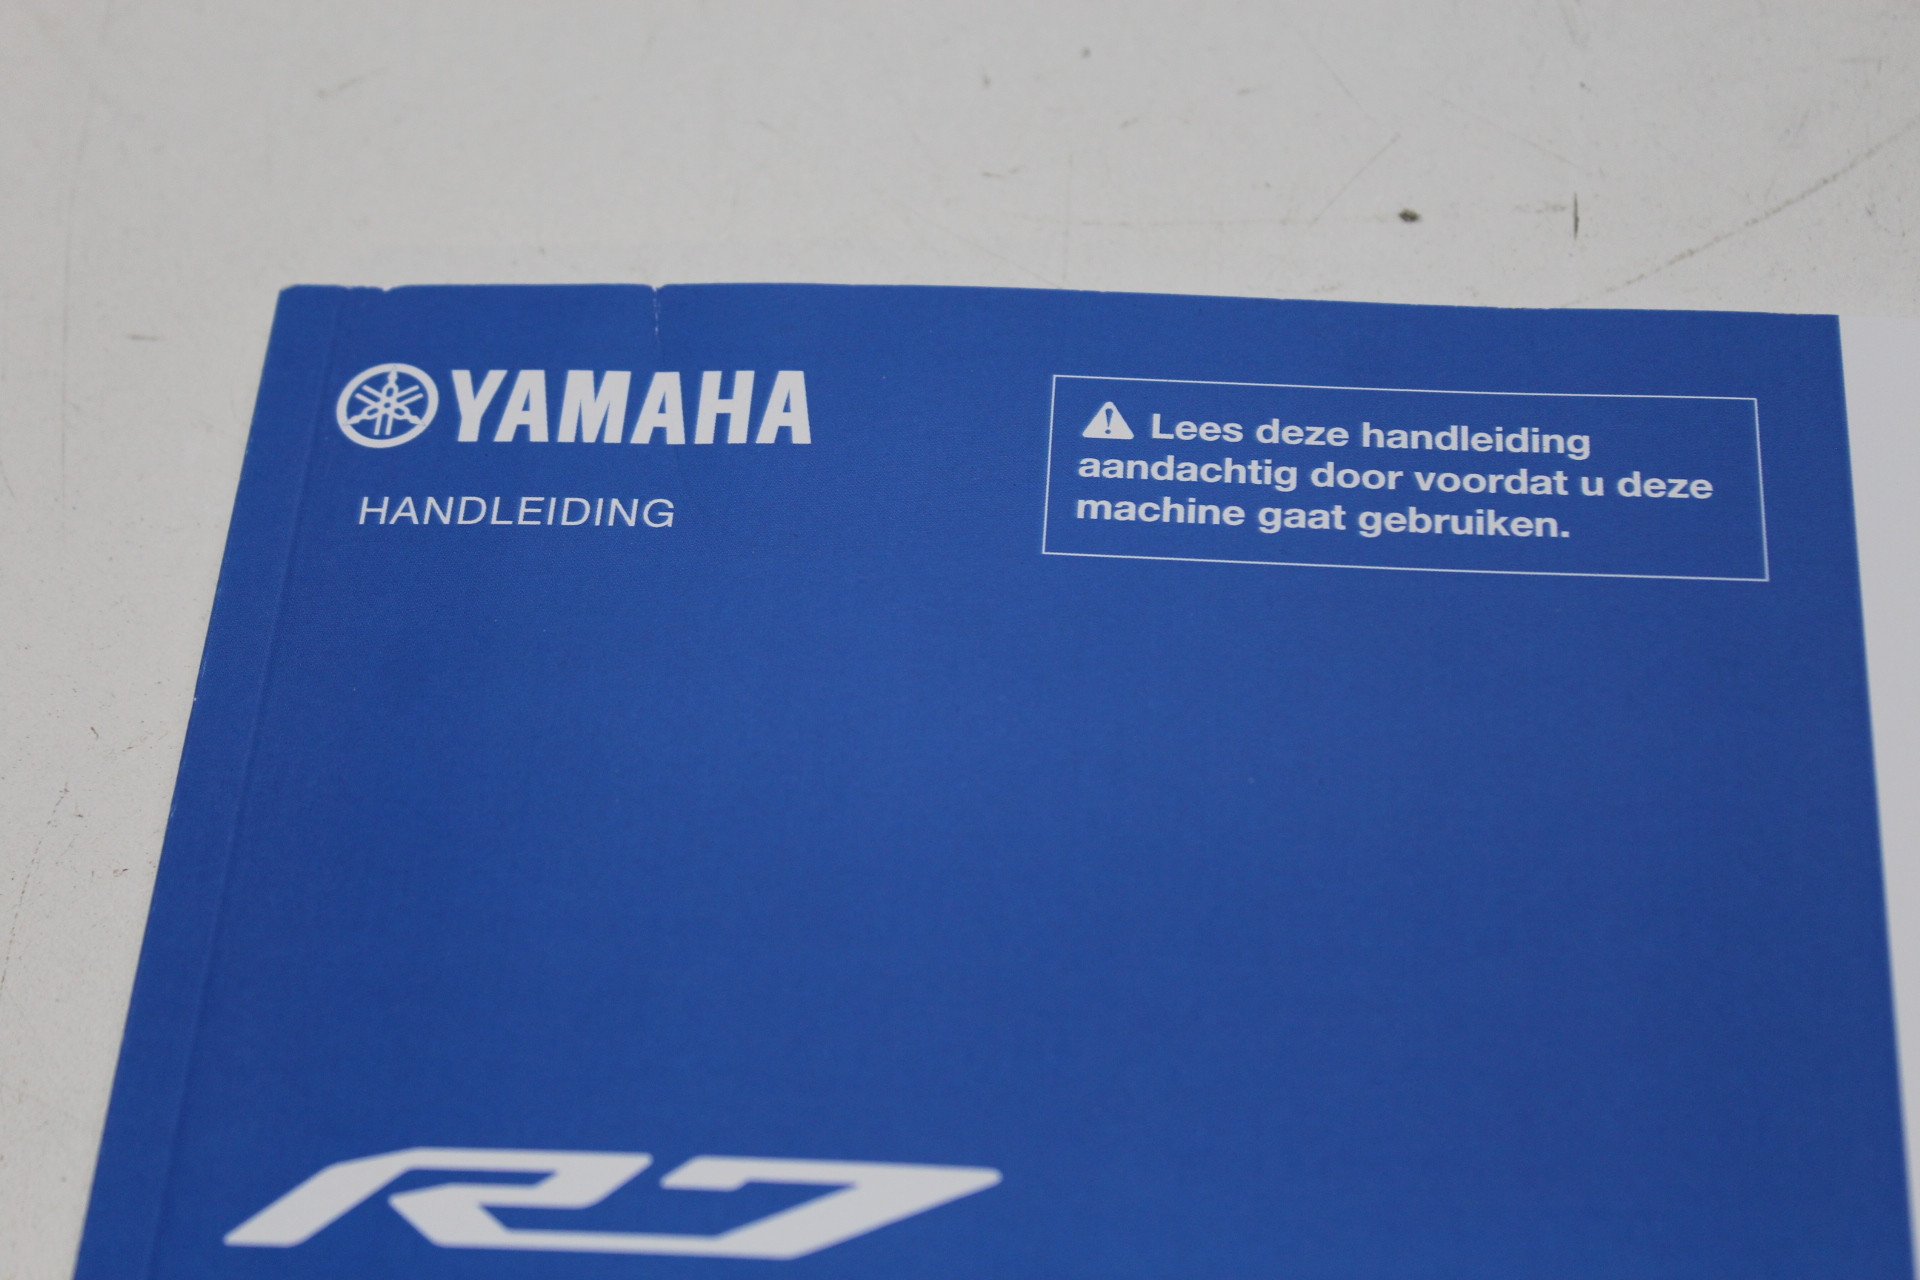 YAMAHA
HANDLEIDING
Lees deze handleiding
aandachtig door voordat u deze
machine gaat gebruiken.
R7